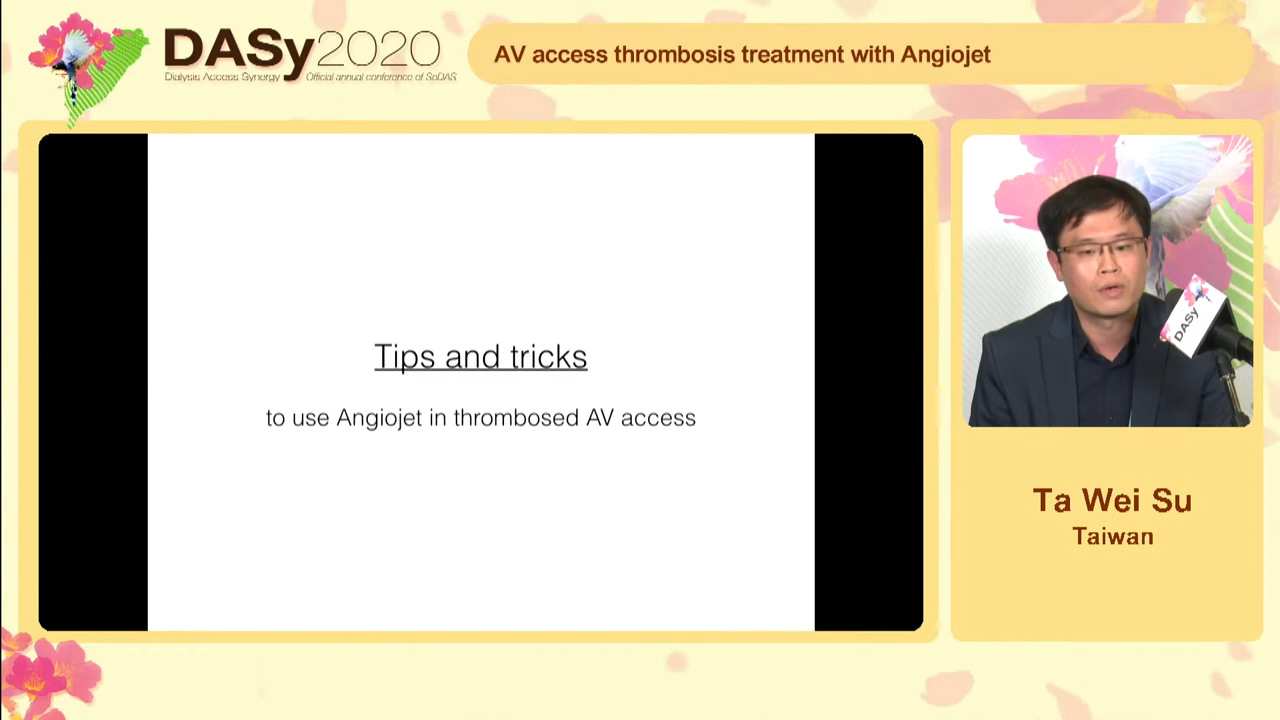 DASy2020
Dialysis Access Synergy Official annual conference of SoDAS
AV access thrombosis treatment with Angiojet
Tips and tricks
to use Angiojet in thrombosed AV access
DASy
Ta Wei Su
Taiwan